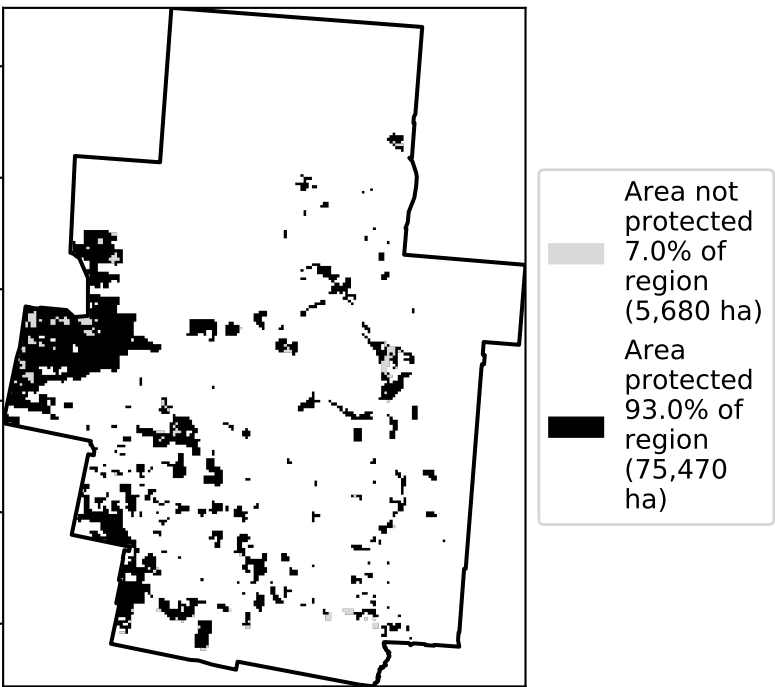 Area not
protected
7.0% of
region
(5,680 ha)
Area
protected
93.0% of
region
(75,470
ha)